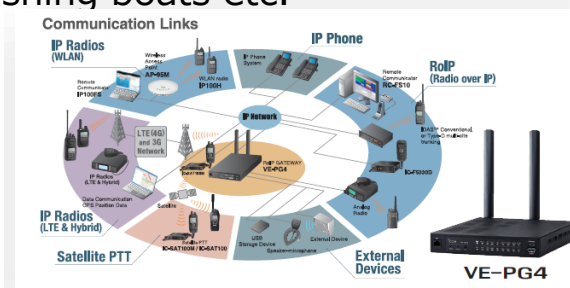 shing boats etc.
Communication Links
IP Radios
(WLAN)
Wireless
Access
Point
AP-95M
WLAN radio
IP100H
Remote
Communicator
IP100FS
IP Phone
IP Phone
System
Remote
Communicator
RC-FS10
RoIP
(Radio over IP)
IDAS™ Conventional
or Type-D multi-site
trunking
IP Network
LTE(4G)
and 3G
Network
RoIP GATEWAY
VE-PG4
IP Radios
(LTE & Hybrid)
Data Communication
GPS Position Data
Analog
Radio
Satellite
IP Radios
(LTE & Hybrid)
Satellite PTT
Satellite PTT
IC-SAT100M / IC-SAT100
USB
Storage Device
Speaker-microphone
External Device
External
Devices
VE-PG4